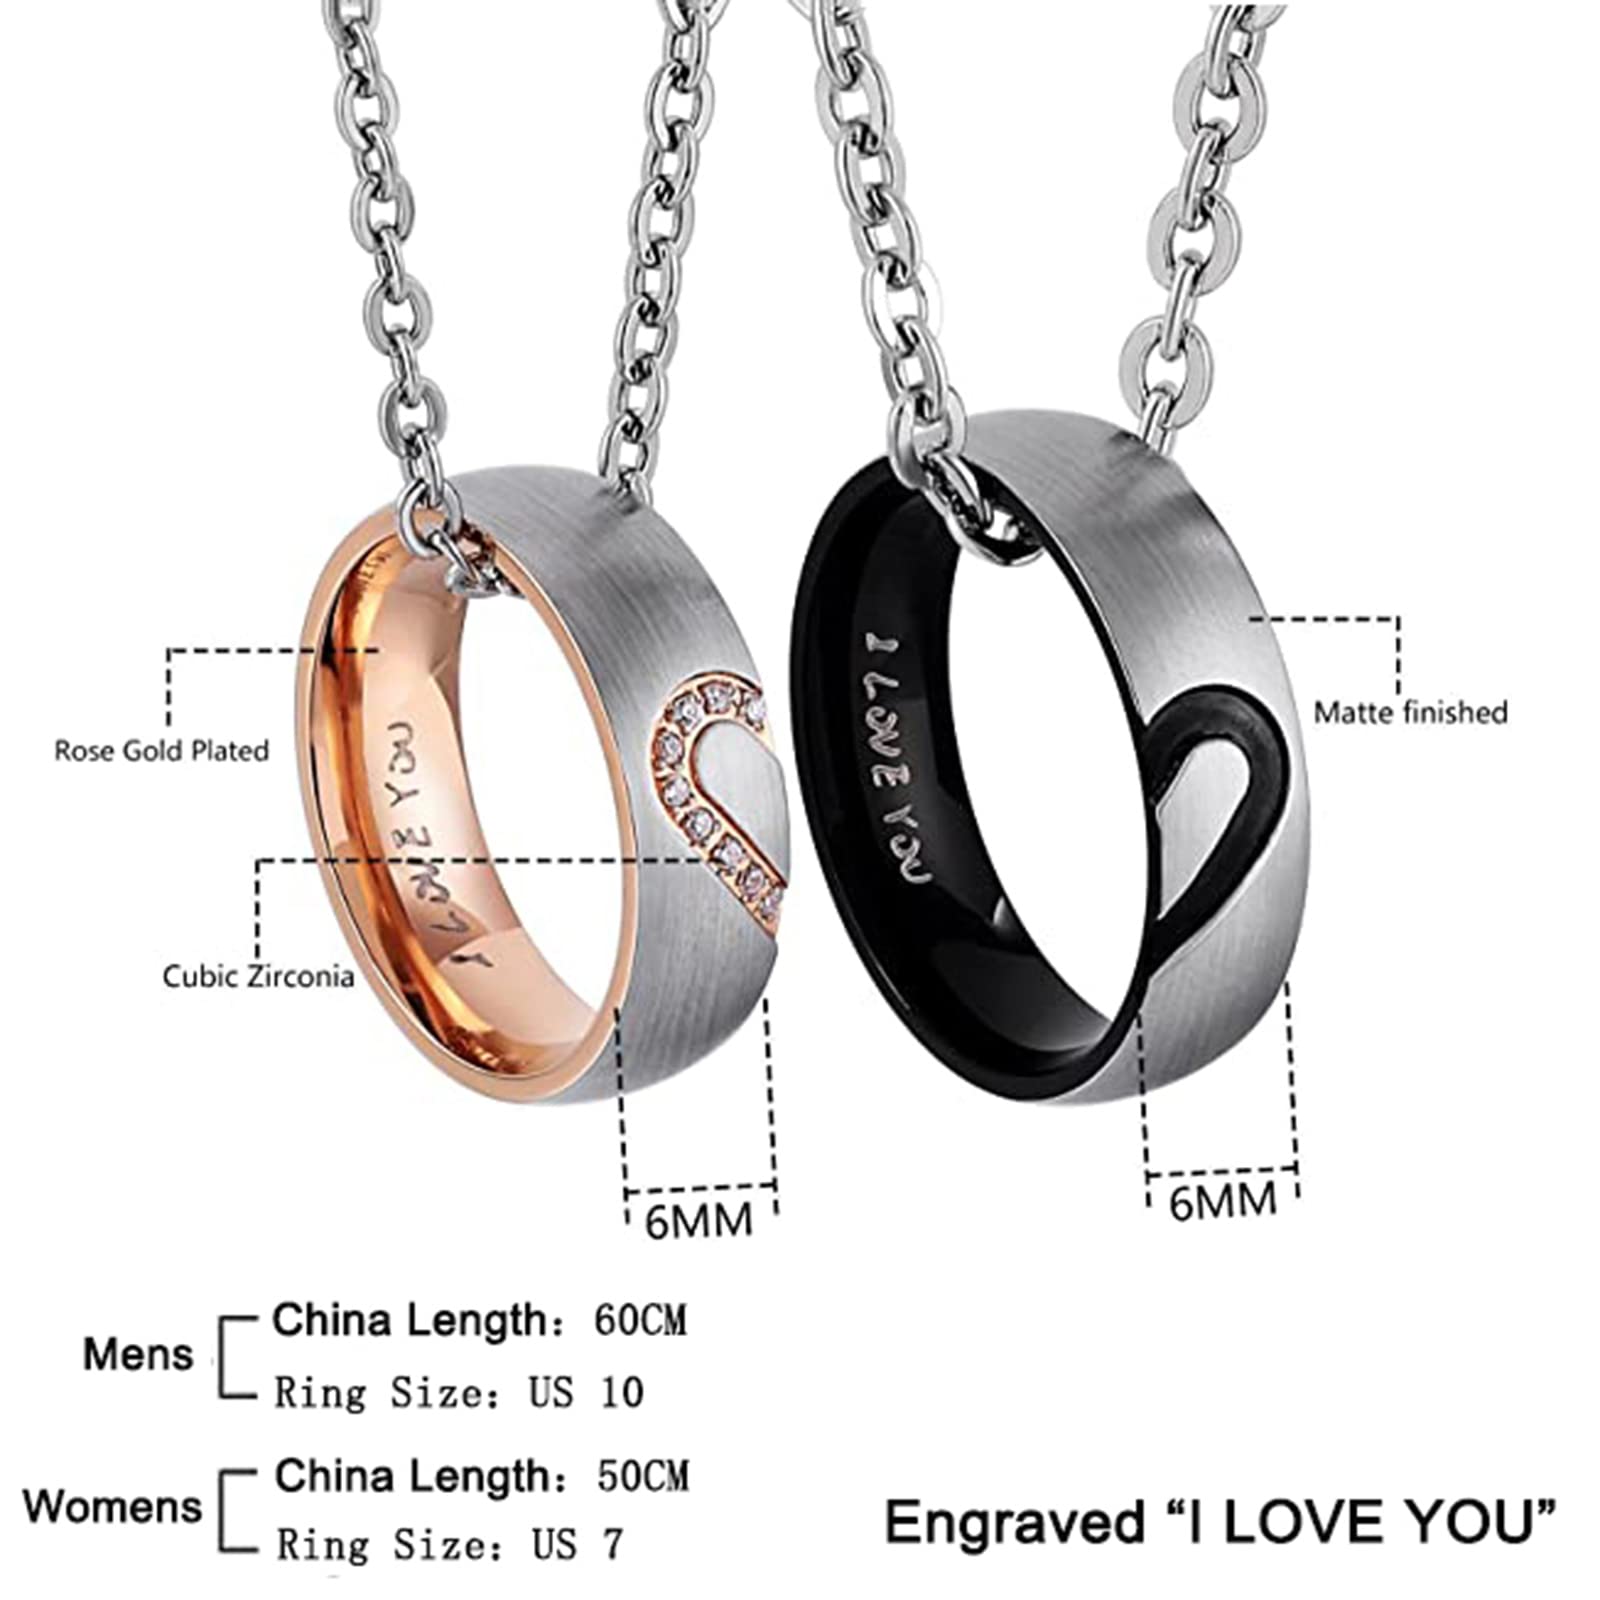 I LOVE YOU
LOVE YOU
Rose Gold Plated
Matte finished
Cubic Zirconia
6MM
6MM
Mens
China Length: 60CM
Ring Size: US 10
Womens
China Length: 50CM
Ring Size: US 7
Engraved “I LOVE YOU”